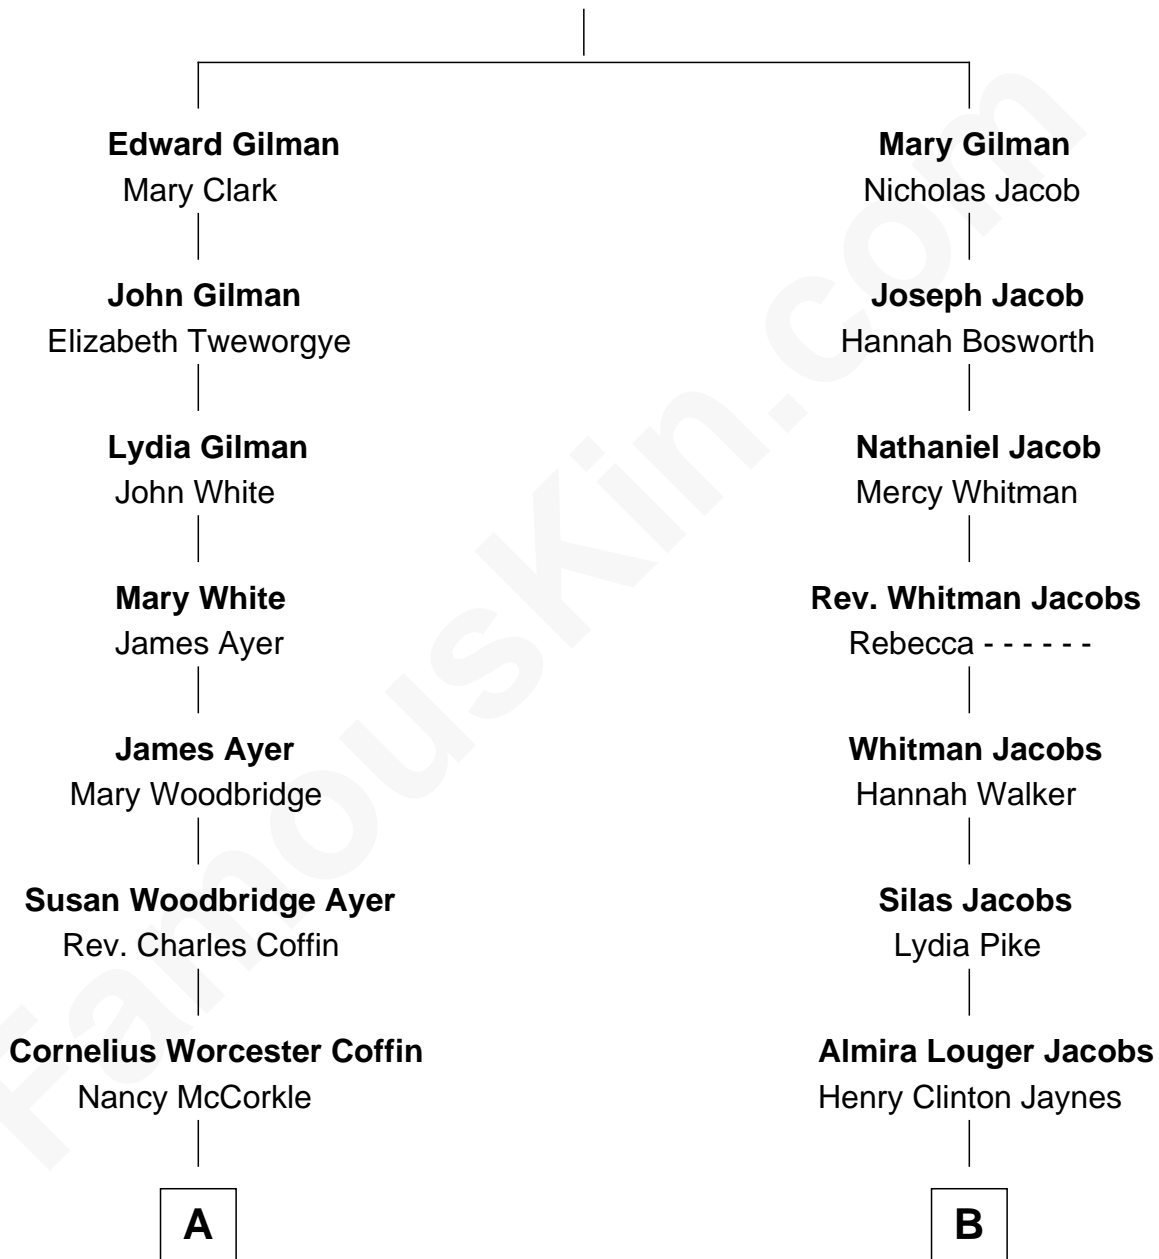 Edward Gilman
Mary Clark
John Gilman
Elizabeth Tweworgye
Lydia Gilman
John White
Mary White
James Ayer
James Ayer
Mary Woodbridge
Susan Woodbridge Ayer
Rev. Charles Coffin
Cornelius Worcester Coffin
Nancy McCorkle
A
Mary Gilman
Nicholas Jacob
Joseph Jacob
Hannah Bosworth
Nathaniel Jacob
Mercy Whitman
Rev. Whitman Jacobs
Rebecca - - - - - -
Whitman Jacobs
Hannah Walker
Silas Jacobs
Lydia Pike
Almira Louger Jacobs
Henry Clinton Jaynes
B
FamousKin.com